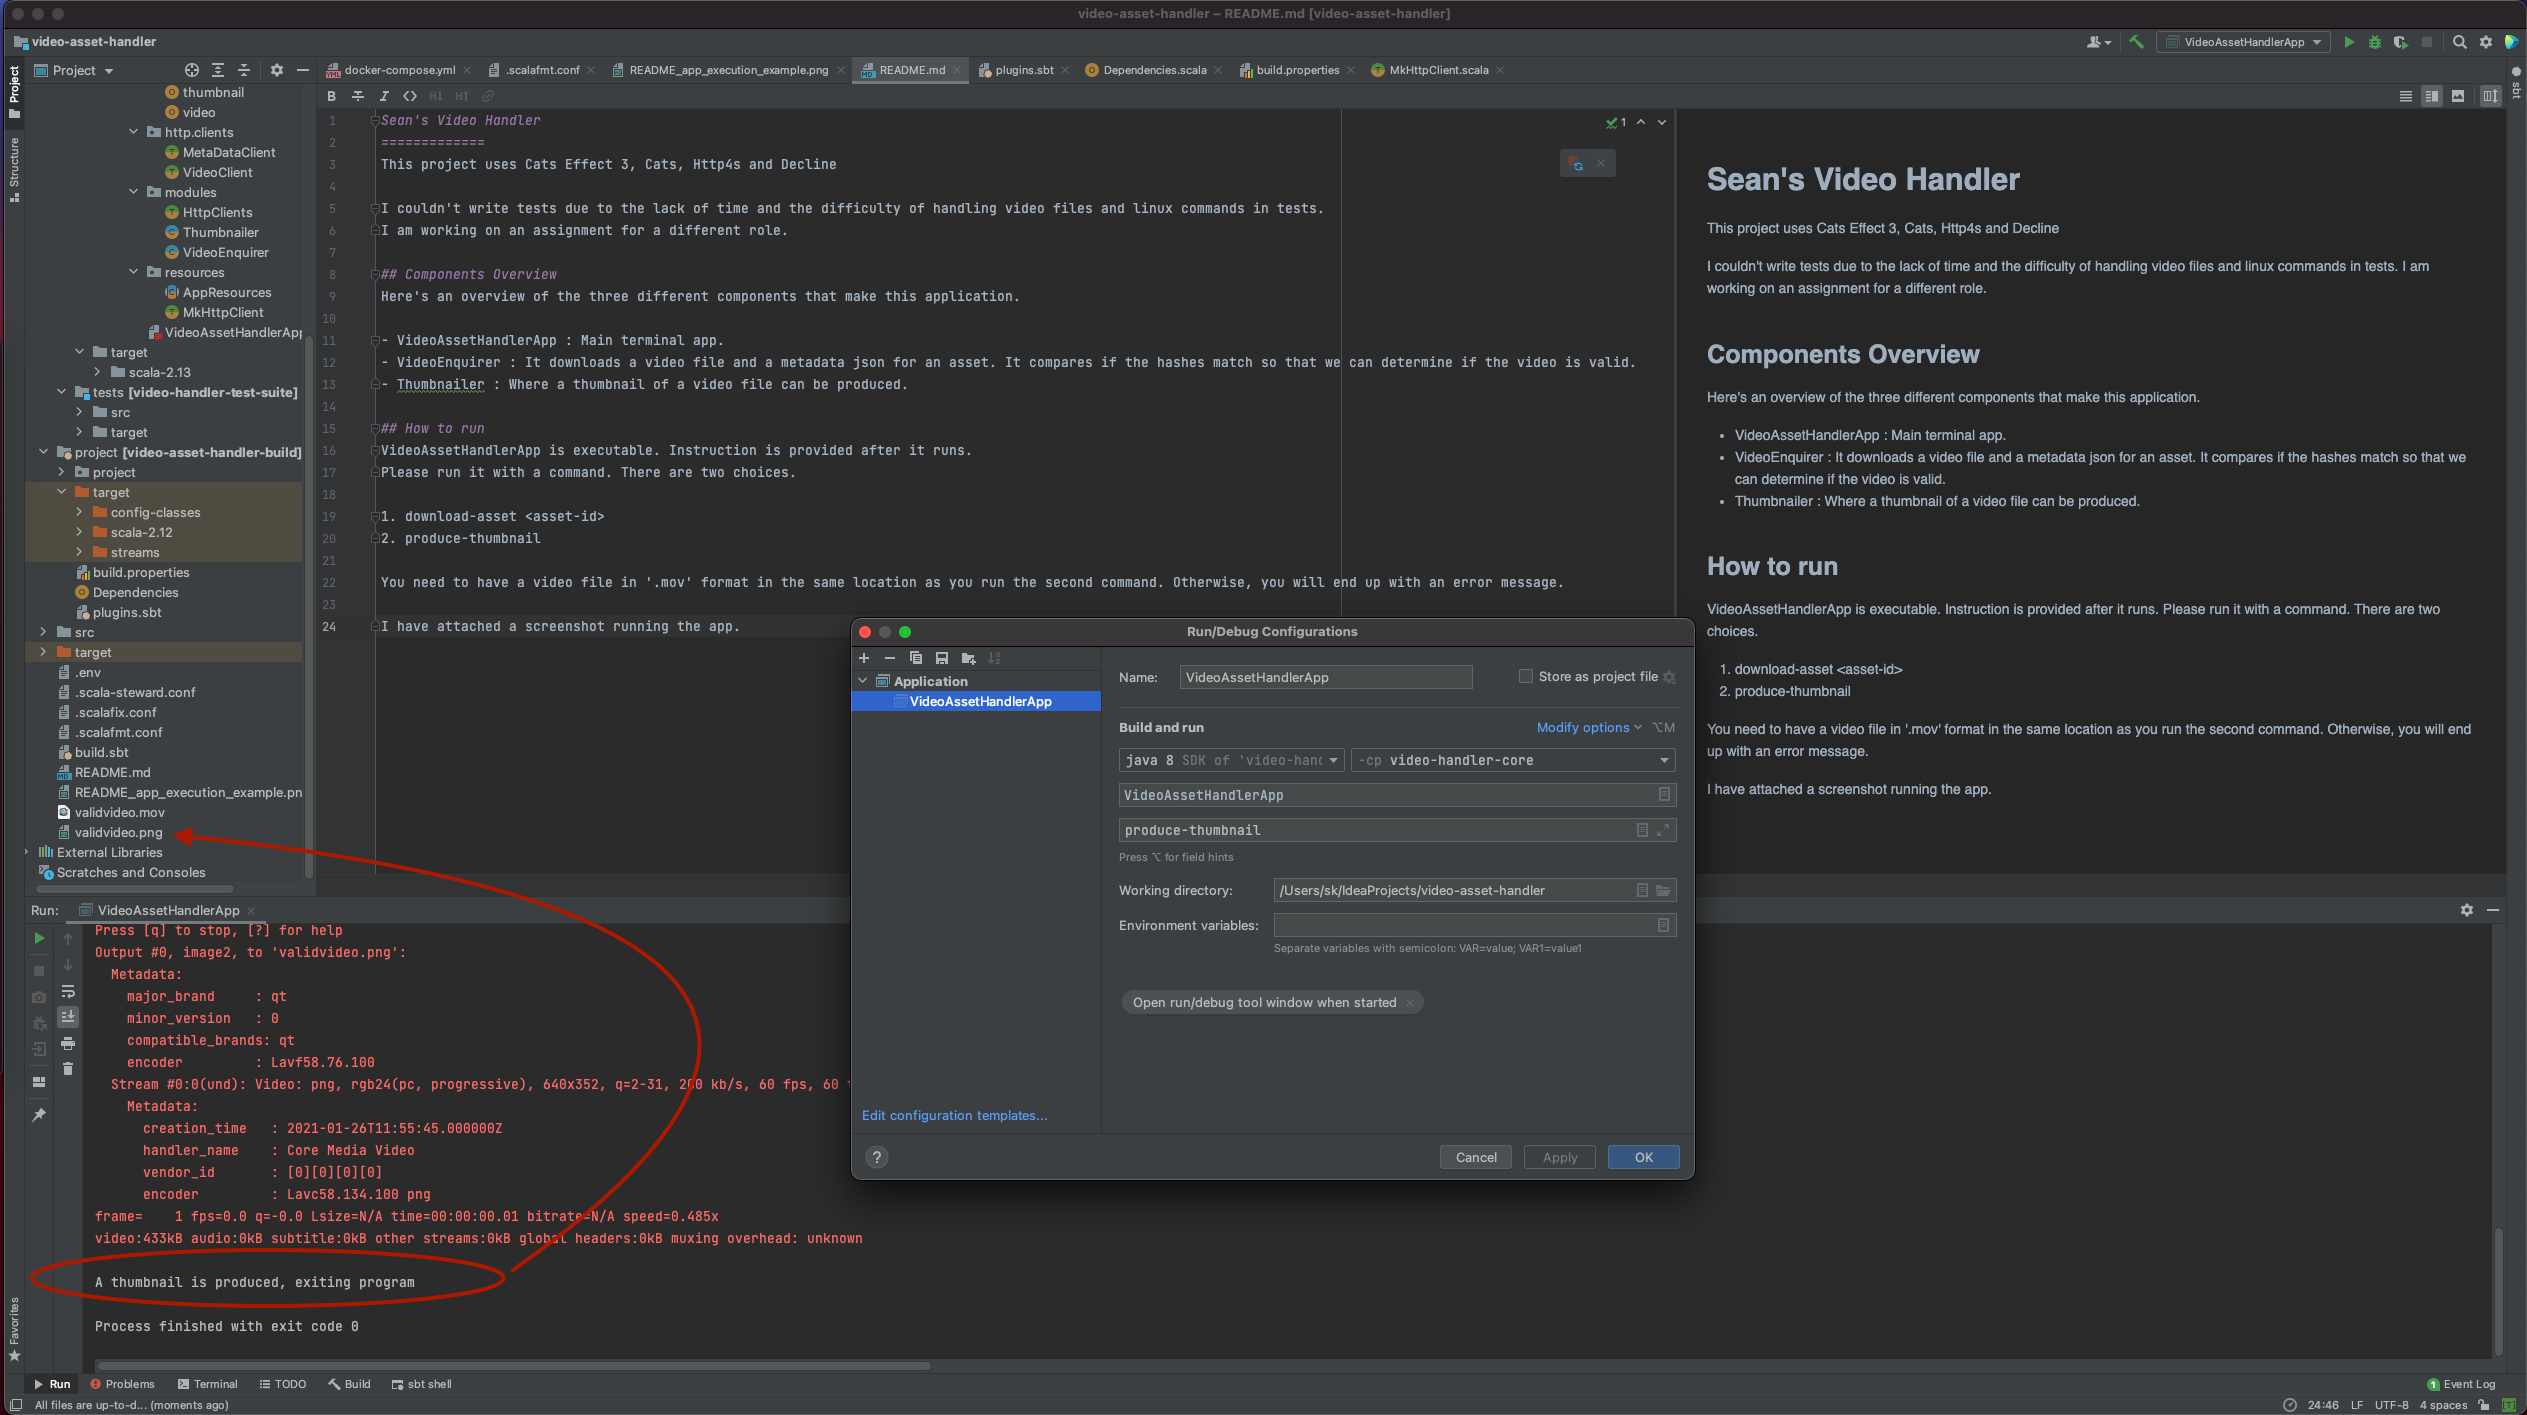 video-asset-handler – README.md [video-asset-handler]
video-asset-handler
VideoAssetHandlerApp
Project
docker-compose.yml
.scalafmt.conf
README_app_execution_example.png
README.md
plugins.sbt
Dependencies.scala
build.properties
MkHttpClient.scala
Project
Structure
Favorites
sbt
thumbnail
video
http.clients
MetaDataClient
VideoClient
modules
HttpClients
Thumbnailer
VideoEnquirer
resources
AppResources
MkHttpClient
VideoAssetHandlerApp
target
scala-2.13
tests [video-handler-test-suite]
src
target
project [video-asset-handler-build]
project
target
config-classes
scala-2.12
streams
build.properties
Dependencies
plugins.sbt
src
target
.env
.scala-steward.conf
.scalafix.conf
.scalafmt.conf
build.sbt
README.md
README_app_execution_example.pn
validvideo.mov
validvideo.png
External Libraries
Scratches and Consoles
B I <> H↓ H↑
1 Sean's Video Handler
2 =============
3 This project uses Cats Effect 3, Cats, Http4s and Decline
4
5 I couldn't write tests due to the lack of time and the difficulty of handling video files and linux commands in tests.
6 I am working on an assignment for a different role.
7
8 ## Components Overview
9 Here's an overview of the three different components that make this application.
10
11 - VideoAssetHandlerApp : Main terminal app.
12 - VideoEnquirer : It downloads a video file and a metadata json for an asset. It compares if the hashes match so that we can determine if the video is valid.
13 - Thumbnailer : Where a thumbnail of a video file can be produced.
14
15 ## How to run
16 VideoAssetHandlerApp is executable. Instruction is provided after it runs.
17 Please run it with a command. There are two choices.
18
19 1. download-asset <asset-id>
20 2. produce-thumbnail
21
22 You need to have a video file in '.mov' format in the same location as you run the second command. Otherwise, you will end up with an error message.
23
24 I have attached a screenshot running the app.
1
Sean's Video Handler
This project uses Cats Effect 3, Cats, Http4s and Decline
I couldn't write tests due to the lack of time and the difficulty of handling video files and linux commands in tests. I am
working on an assignment for a different role.
Components Overview
Here's an overview of the three different components that make this application.
• VideoAssetHandlerApp : Main terminal app.
• VideoEnquirer : It downloads a video file and a metadata json for an asset. It compares if the hashes match so that we
can determine if the video is valid.
• Thumbnailer : Where a thumbnail of a video file can be produced.
How to run
VideoAssetHandlerApp is executable. Instruction is provided after it runs. Please run it with a command. There are two
choices.
1. download-asset <asset-id>
2. produce-thumbnail
You need to have a video file in '.mov' format in the same location as you run the second command. Otherwise, you will end
up with an error message.
I have attached a screenshot running the app.
Run/Debug Configurations
Application
VideoAssetHandlerApp
Edit configuration templates...
Name: VideoAssetHandlerApp
Store as project file
Build and run
Modify options ⌥M
java 8 SDK of 'video-hanc
-cp video-handler-core
VideoAssetHandlerApp
produce-thumbnail
Press ⌥ for field hints
Working directory: /Users/sk/IdeaProjects/video-asset-handler
Environment variables:
Separate variables with semicolon: VAR=value; VAR1=value1
Open run/debug tool window when started
?
Cancel
Apply
OK
Run: VideoAssetHandlerApp
Press [q] to stop, [?] for help
Output #0, image2, to 'validvideo.png':
Metadata:
major_brand : qt
minor_version : 0
compatible_brands: qt
encoder : Lavf58.76.100
Stream #0:0(und): Video: png, rgb24(pc, progressive), 640x352, q=2-31, 200 kb/s, 60 fps, 60
Metadata:
creation_time : 2021-01-26T11:55:45.000000Z
handler_name : Core Media Video
vendor_id : [0][0][0][0]
encoder : Lavc58.134.100 png
frame= 1 fps=0.0 q=-0.0 Lsize=N/A time=00:00:00.01 bitrate=N/A speed=0.485x
video:433kB audio:0kB subtitle:0kB other streams:0kB global headers:0kB muxing overhead: unknown
A thumbnail is produced, exiting program
Process finished with exit code 0
Run
Problems
Terminal
TODO
Build
sbt shell
1 Event Log
All files are up-to-d... (moments ago)
24:46 LF UTF-8 4 spaces